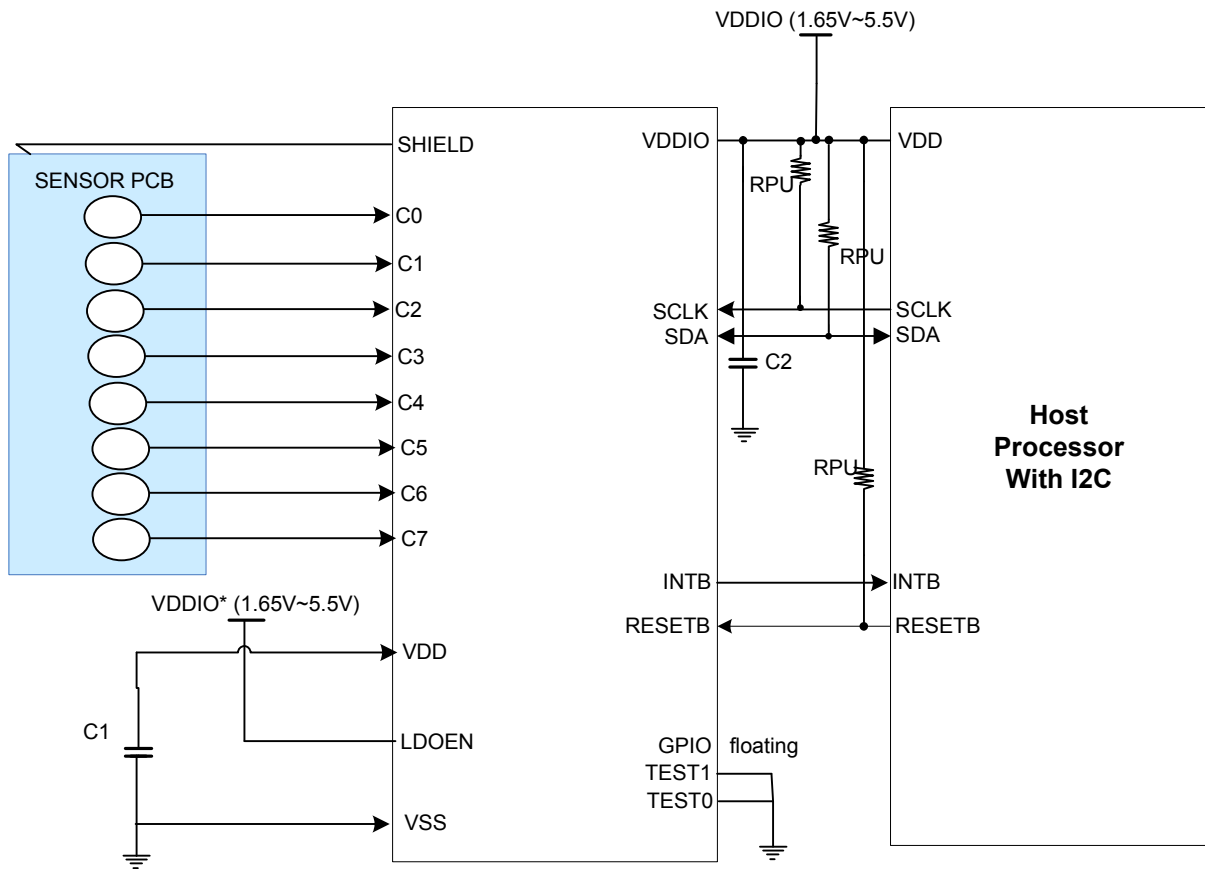 VDDIO (1.65V~5.5V)
SHIELD
VDDIO
VDD
SENSOR PCB
RPU
C0
C1
RPU
C2
SCLK
SCLK
SDA
SDA
C3
C2
C4
Host
Processor
With I2C
C5
RPU
C6
C7
INTB
INTB
VDDIO* (1.65V~5.5V)
RESETB
RESETB
VDD
C1
LDOEN
GPIO floating
TEST1
TEST0
VSS